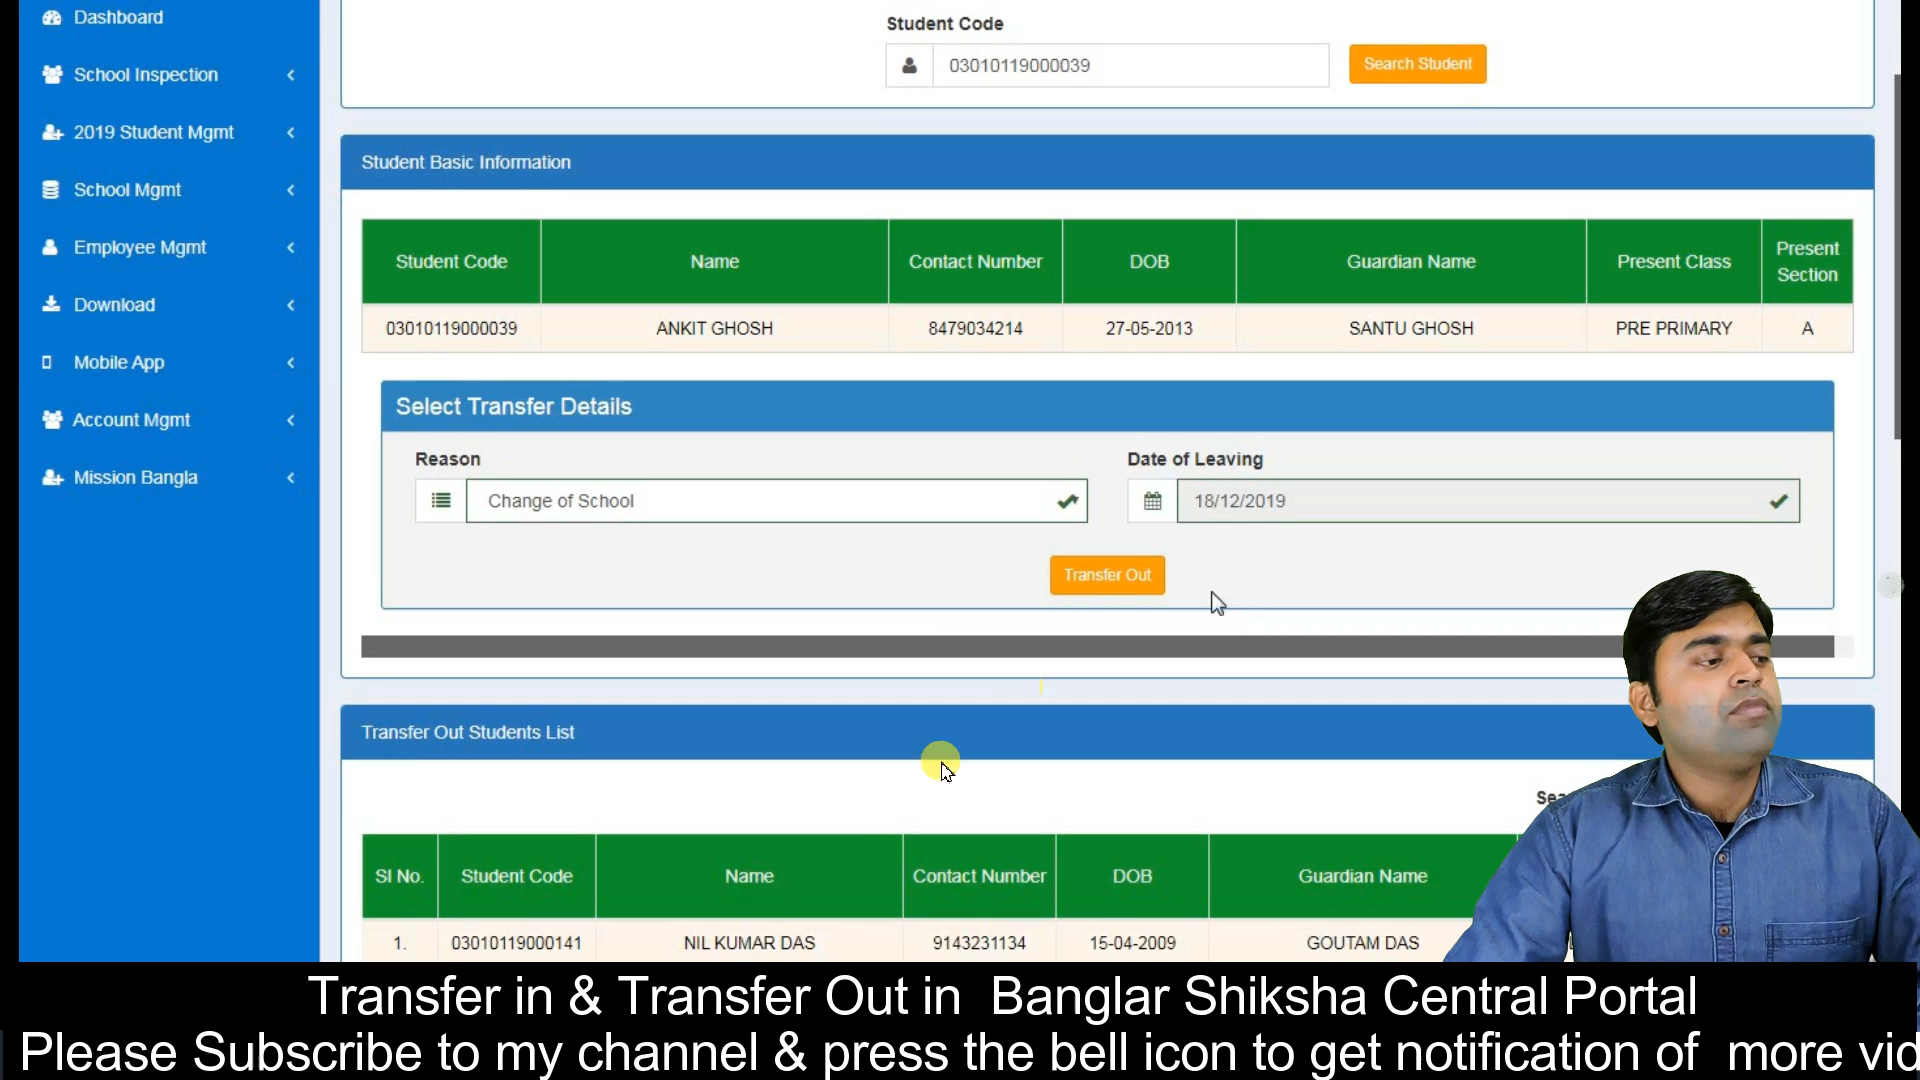 Dashboard
School Inspection
2019 Student Mgmt
School Mgmt
Employee Mgmt
Download
Mobile App
Account Mgmt
Mission Bangla
Student Code
03010119000039 Search Student
Student Basic Information
Student Code Name Contact Number DOB Guardian Name Present Class Present Section
03010119000039 ANKIT GHOSH 8479034214 27-05-2013 SANTU GHOSH PRE PRIMARY A
Select Transfer Details
Reason Date of Leaving
Change of School 18/12/2019
Transfer Out
Transfer Out Students List
Sl No. Student Code Name Contact Number DOB Guardian Name
1. 03010119000141 NIL KUMAR DAS 9143231134 15-04-2009 GOUTAM DAS
Transfer in & Transfer Out in Banglar Shiksha Central Portal
Please Subscribe to my channel & press the bell icon to get notification of more